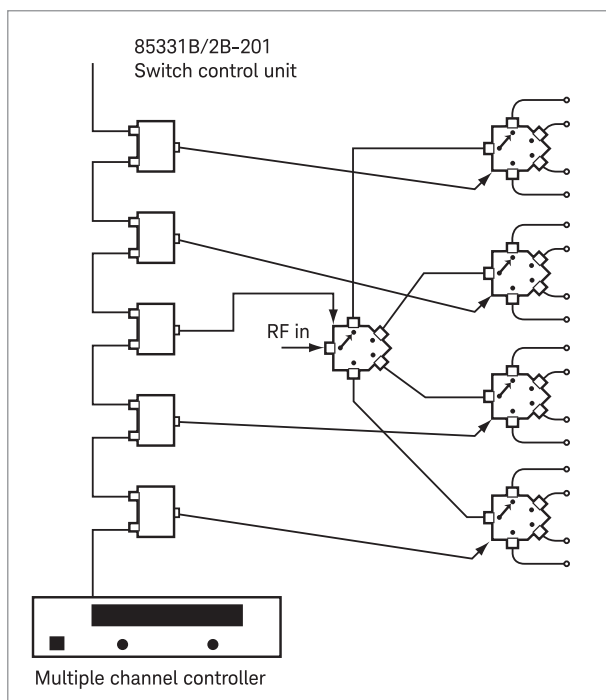 85331B/2B-201
Switch control unit
RF in
Multiple channel controller